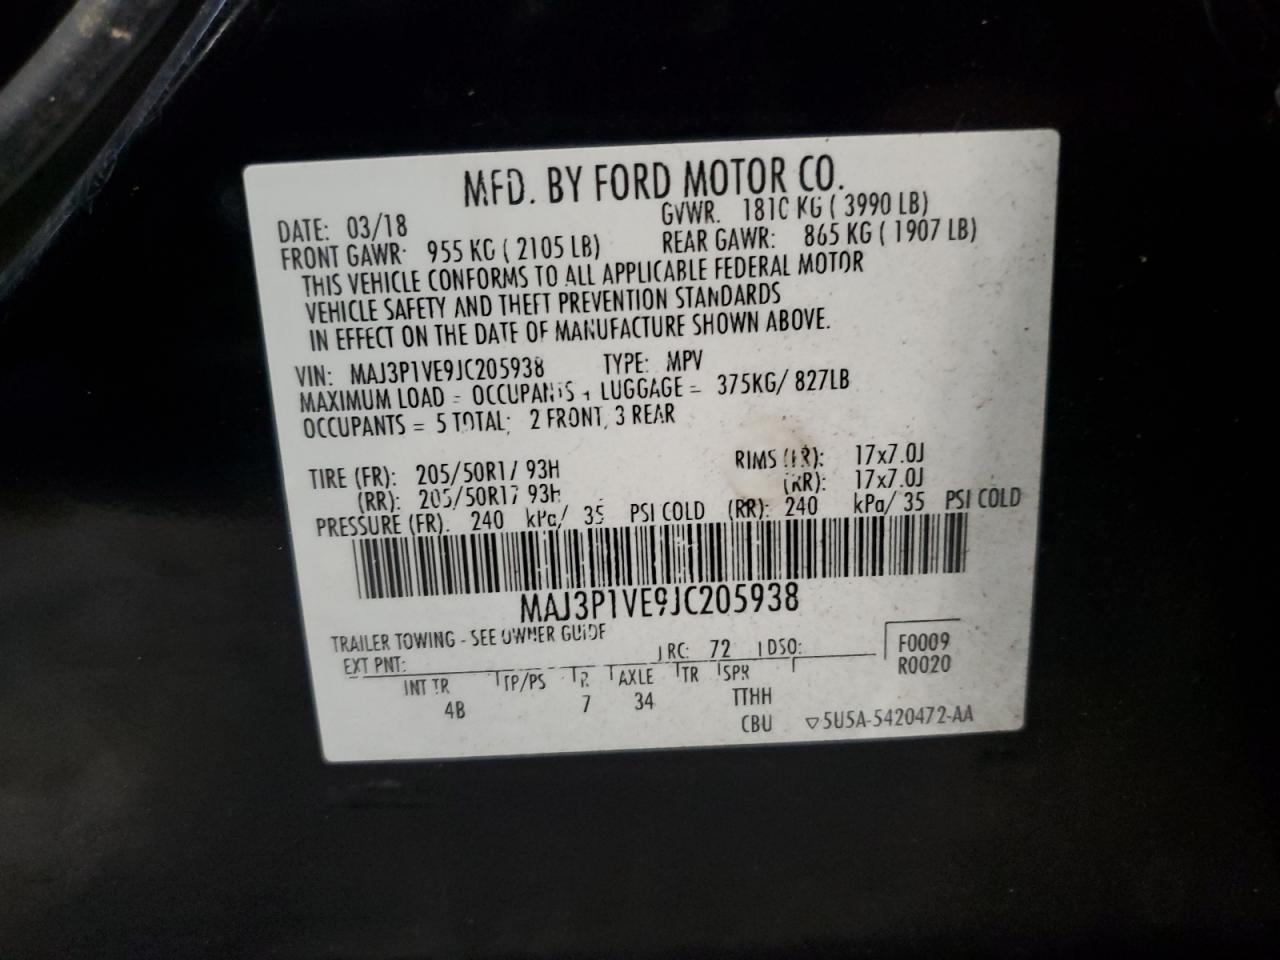 MFD. BY FORD MOTOR CO.
DATE: 03/18 GVWR: 1810 KG ( 3990 LB)
FRONT GAWR: 955 KG ( 2105 LB) REAR GAWR: 865 KG ( 1907 LB)
THIS VEHICLE CONFORMS TO ALL APPLICABLE FEDERAL MOTOR
VEHICLE SAFETY AND THEFT PREVENTION STANDARDS
IN EFFECT ON THE DATE OF MANUFACTURE SHOWN ABOVE.
VIN: MAJ3P1VE9JC205938 TYPE: MPV
MAXIMUM LOAD = OCCUPANTS + LUGGAGE = 375KG/ 827LB
OCCUPANTS = 5 TOTAL; 2 FRONT, 3 REAR
TIRE (FR): 205/50R17 93H RIMS (FR): 17x7.0J
(RR): 205/50R17 93H (RR): 17x7.0J
PRESSURE (FR): 240 kPa/ 35 PSI COLD (RR): 240 kPa/ 35 PSI COLD
MAJ3P1VE9JC205938
TRAILER TOWING - SEE OWNER GUIDE
EXT PNT: RC: 72 DSO: F0009
R0020
INT TR TP/PS R AXLE TR SPR
4B 7 34 TTHH
CBU ▽5U5A-5420472-AA